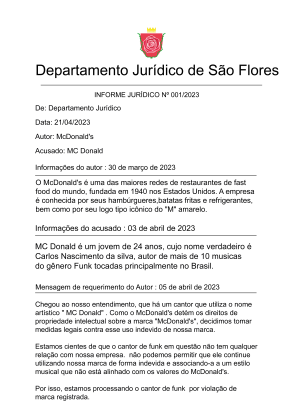 Departamento Jurídico de São Flores
INFORME JURÍDICO Nº 001/2023
De: Departamento Jurídico
Data: 21/04/2023
Autor: McDonald's
Acusado: MC Donald
Informações do autor : 30 de março de 2023
O McDonald's é uma das maiores redes de restaurantes de fast
food do mundo, fundada em 1940 nos Estados Unidos. A empresa
é conhecida por seus hambúrgueres,batatas fritas e refrigerantes,
bem como por seu logo tipo icônico do "M" amarelo.
Informações do acusado : 03 de abril de 2023
MC Donald é um jovem de 24 anos, cujo nome verdadeiro é
Carlos Nascimento da silva, autor de mais de 10 musicas
do gênero Funk tocadas principalmente no Brasil.
Mensagem de requerimento do Autor : 05 de abril de 2023
Chegou ao nosso entendimento, que há um cantor que utiliza o nome
artístico " MC Donald" . Como o McDonald's detém os direitos de
propriedade intelectual sobre a marca "McDonald's", decidimos tomar
medidas legais contra esse uso indevido de nossa marca.
Estamos cientes de que o cantor de funk em questão não tem qualquer
relação com nossa empresa. não podemos permitir que ele continue
utilizando nossa marca de forma indevida e associando-a a um estilo
musical que não está alinhado com os valores do McDonald's.
Por isso, estamos processando o cantor de funk por violação de
marca registrada.